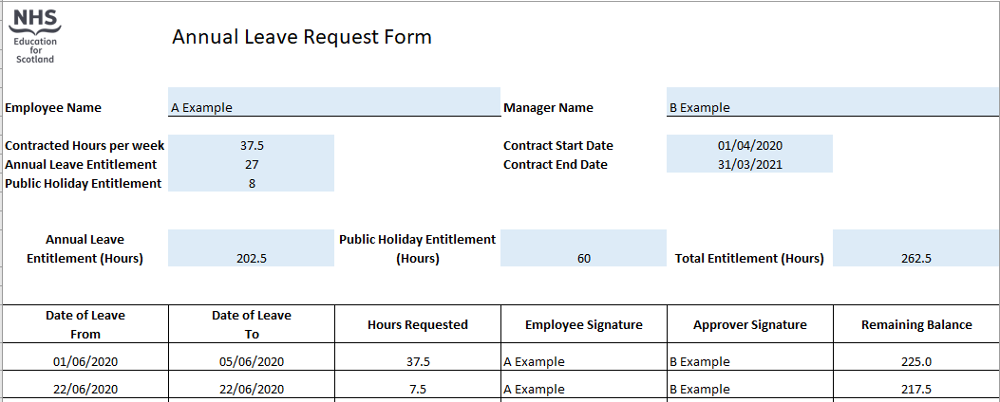 NHS
Education
for
Scotland
Annual Leave Request Form
Employee Name A Example Manager Name B Example
Contracted Hours per week 37.5 Contract Start Date 01/04/2020
Annual Leave Entitlement 27 Contract End Date 31/03/2021
Public Holiday Entitlement 8
Annual Leave
Entitlement (Hours) 202.5 Public Holiday Entitlement
(Hours) 60 Total Entitlement (Hours) 262.5
Date of Leave
From
Date of Leave
To
Hours Requested
Employee Signature
Approver Signature
Remaining Balance
01/06/2020 05/06/2020 37.5 A Example B Example 225.0
22/06/2020 22/06/2020 7.5 A Example B Example 217.5